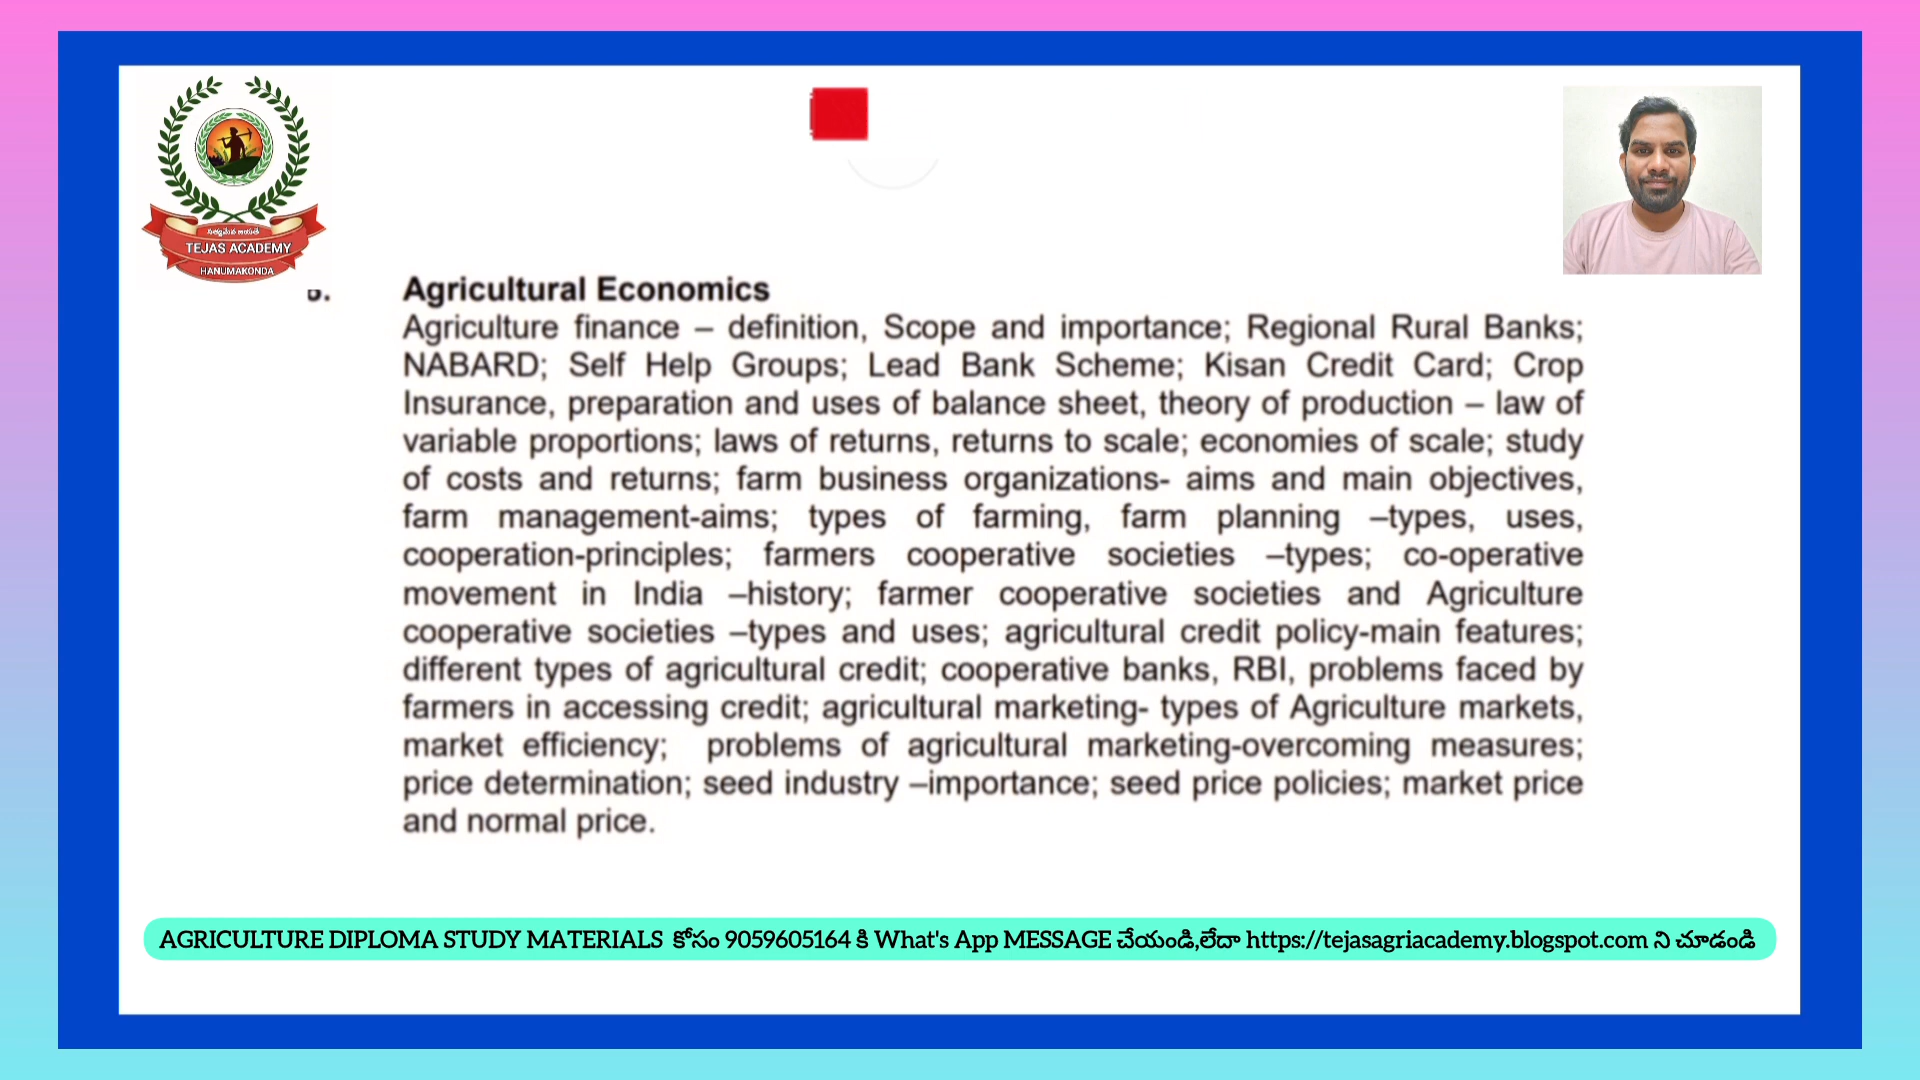 సత్యమేవ జయతే
TEJAS ACADEMY
HANUMAKONDA
Agricultural Economics
Agriculture finance – definition, Scope and importance; Regional Rural Banks;
NABARD; Self Help Groups; Lead Bank Scheme; Kisan Credit Card; Crop
Insurance, preparation and uses of balance sheet, theory of production – law of
variable proportions; laws of returns, returns to scale; economies of scale; study
of costs and returns; farm business organizations- aims and main objectives,
farm management-aims; types of farming, farm planning –types, uses,
cooperation-principles; farmers cooperative societies –types; co-operative
movement in India –history; farmer cooperative societies and Agriculture
cooperative societies –types and uses; agricultural credit policy-main features;
different types of agricultural credit; cooperative banks, RBI, problems faced by
farmers in accessing credit; agricultural marketing- types of Agriculture markets,
market efficiency; problems of agricultural marketing-overcoming measures;
price determination; seed industry –importance; seed price policies; market price
and normal price.
AGRICULTURE DIPLOMA STUDY MATERIALS కోసం 9059605164 కి What's App MESSAGE చేయండి,లేదా https://tejasagriacademy.blogspot.com ని చూడండి